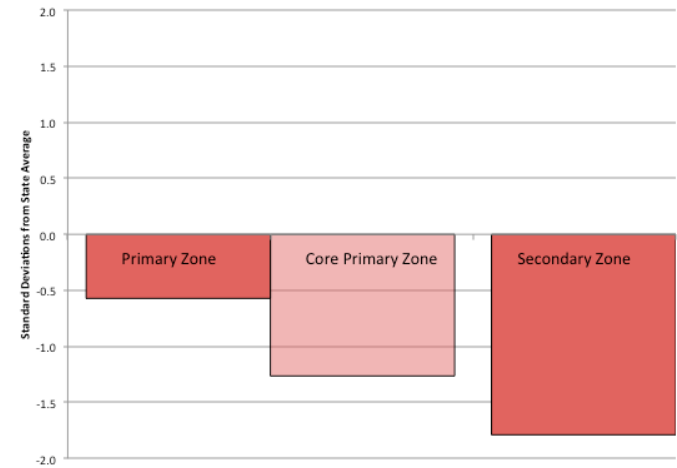 Standard Deviations from State Average
2.0
1.5
1.0
0.5
0.0
-0.5
-1.0
-1.5
-2.0
Primary Zone
Core Primary Zone
Secondary Zone